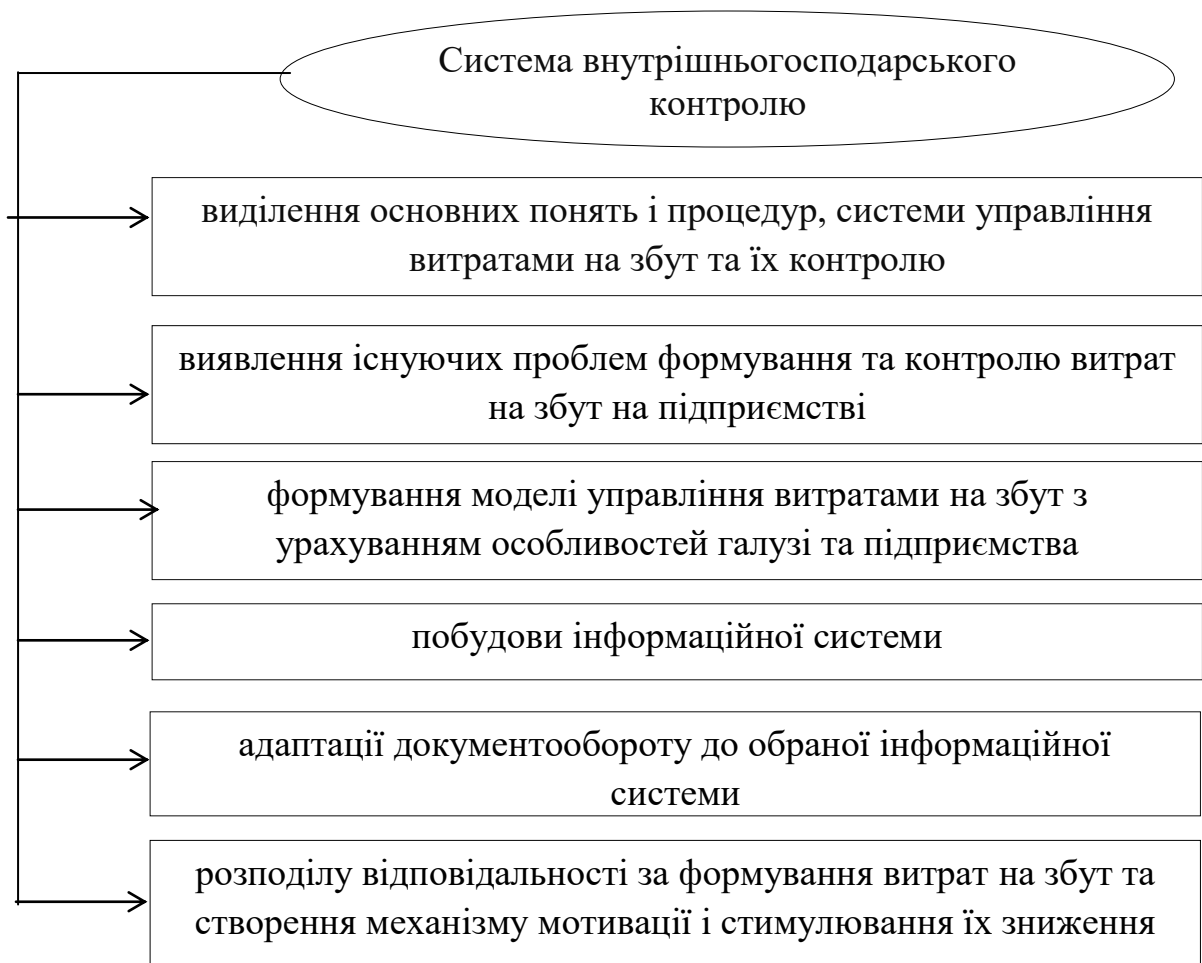 Система внутрішньогосподарського
контролю
виділення основних понять і процедур, системи управління
витратами на збут та їх контролю
виявлення існуючих проблем формування та контролю витрат
на збут на підприємстві
формування моделі управління витратами на збут з
урахуванням особливостей галузі та підприємства
побудови інформаційної системи
адаптації документообороту до обраної інформаційної
системи
розподілу відповідальності за формування витрат на збут та
створення механізму мотивації і стимулювання їх зниження